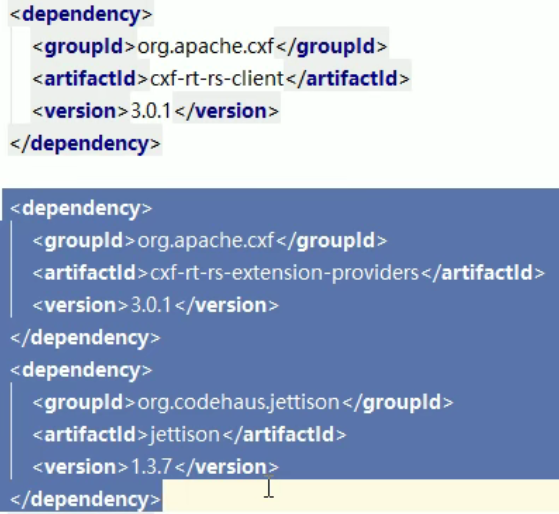 <dependency>
<groupId>org.apache.cxf</groupId>
<artifactId>cxf-rt-rs-client</artifactId>
<version>3.0.1</version>
</dependency>
<dependency>
<groupId>org.apache.cxf</groupId>
<artifactId>cxf-rt-rs-extension-providers</artifactId>
<version>3.0.1</version>
</dependency>
<dependency>
<groupId>org.codehaus.jettison</groupId>
<artifactId>jettison</artifactId>
<version>1.3.7</version>
</dependency>